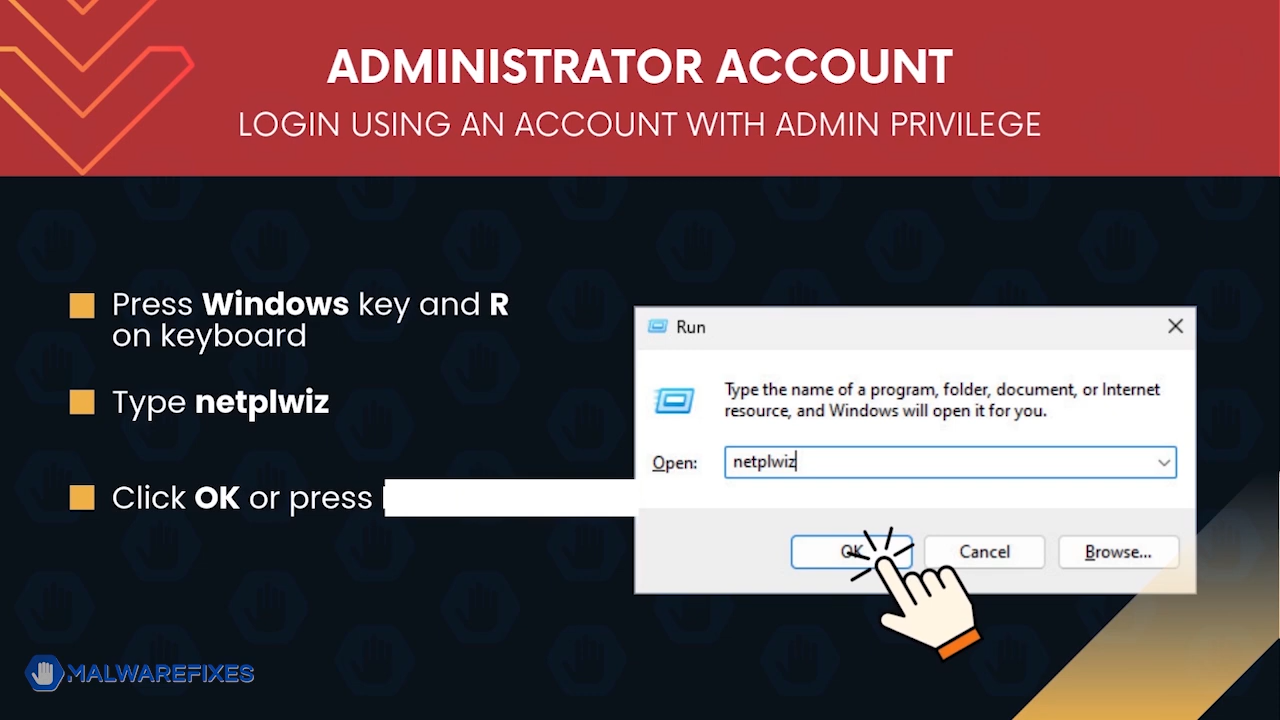 ADMINISTRATOR ACCOUNT
LOGIN USING AN ACCOUNT WITH ADMIN PRIVILEGE
Press Windows key and R
on keyboard
Type netplwiz
Click OK or press
Run
Type the name of a program, folder, document, or Internet
resource, and Windows will open it for you.
Open: netplwiz
OK Cancel Browse...
MALWAREFIXES